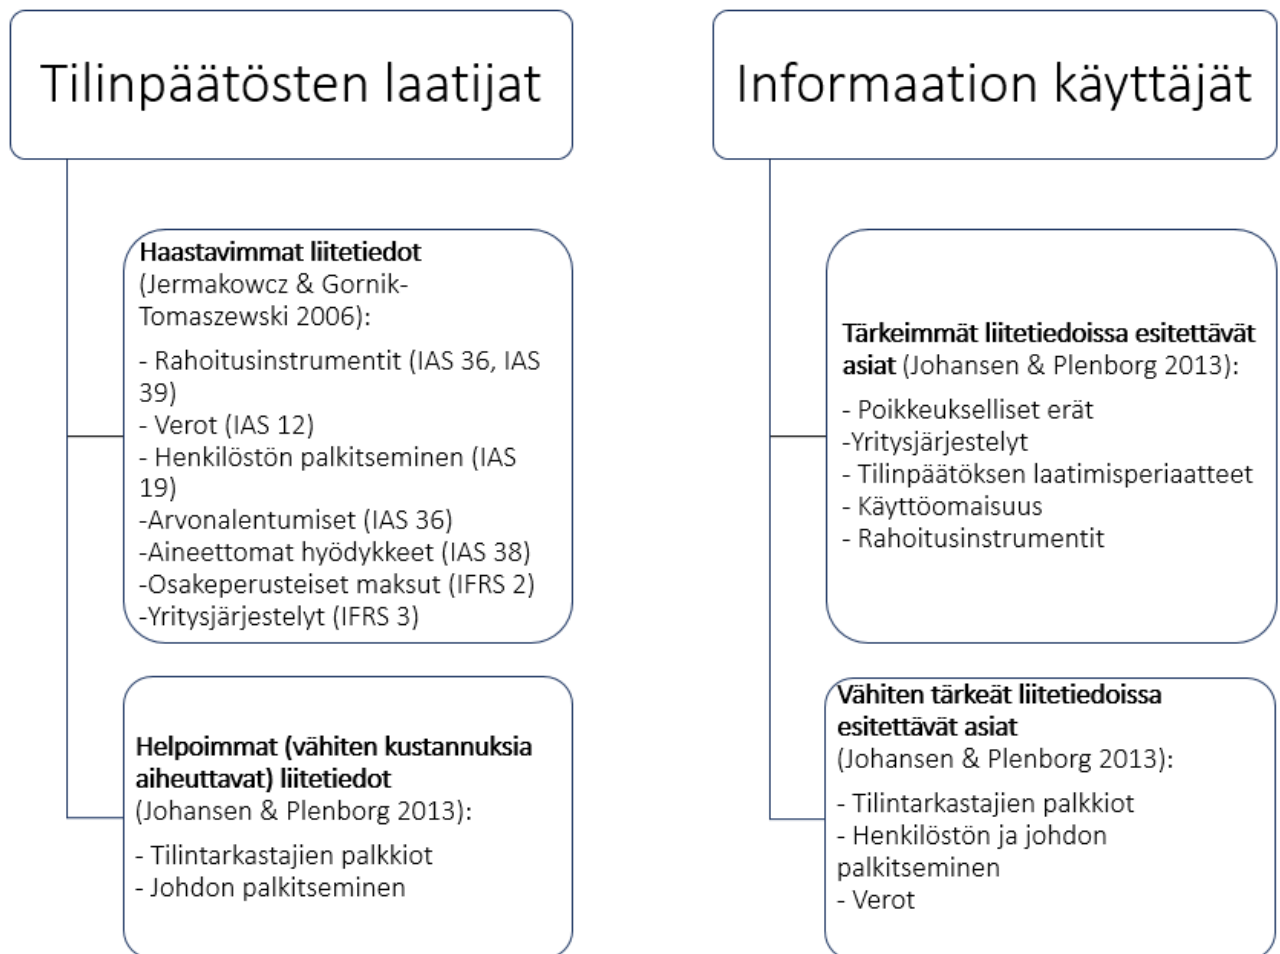 Tilinpäätösten laatijat
Haastavimmat liitetiedot
(Jermakowcz & Gornik-
Tomaszewski 2006):
- Rahoitusinstrumentit (IAS 36, IAS
39)
- Verot (IAS 12)
- Henkilöstön palkitseminen (IAS
19)
-Arvonalentumiset (IAS 36)
-Aineettomat hyödykkeet (IAS 38)
-Osakeperusteiset maksut (IFRS 2)
-Yritysjärjestelyt (IFRS 3)
Helpoimmat (vähiten kustannuksia
aiheuttavat) liitetiedot
(Johansen & Plenborg 2013):
- Tilintarkastajien palkkiot
- Johdon palkitseminen
Informaation käyttäjät
Tärkeimmät liitetiedoissa esitettävät
asiat (Johansen & Plenborg 2013):
- Poikkeukselliset erät
-Yritysjärjestelyt
- Tilinpäätöksen laatimisperiaatteet
- Käyttöomaisuus
- Rahoitusinstrumentit
Vähiten tärkeät liitetiedoissa
esitettävät asiat
(Johansen & Plenborg 2013):
- Tilintarkastajien palkkiot
- Henkilöstön ja johdon
palkitseminen
- Verot